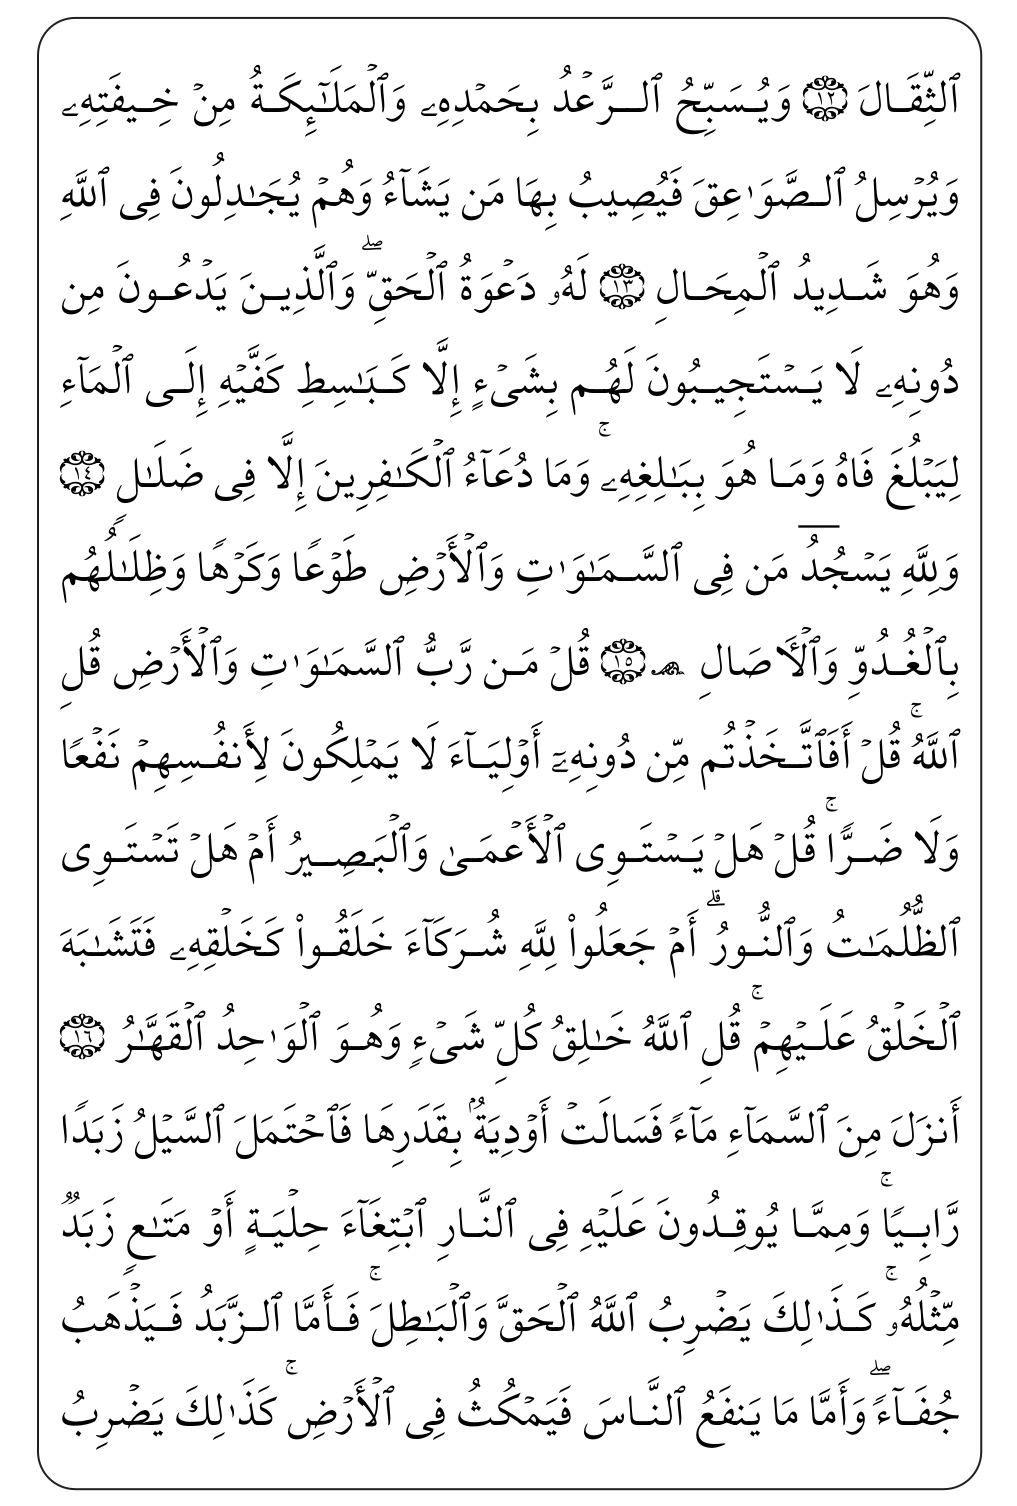 ٱلثِّقَالَ ١٢ وَيُسَبِّحُ ٱلرَّعۡدُ بِحَمۡدِهِۦ وَٱلۡمَلَٰٓئِكَةُ مِنۡ خِيفَتِهِۦ
وَيُرۡسِلُ ٱلصَّوَٰعِقَ فَيُصِيبُ بِهَا مَن يَشَآءُ وَهُمۡ يُجَٰدِلُونَ فِى ٱللَّهِ
وَهُوَ شَدِيدُ ٱلۡمِحَالِ ١٣ لَهُۥ دَعۡوَةُ ٱلۡحَقِّۖ وَٱلَّذِينَ يَدۡعُونَ مِن
دُونِهِۦ لَا يَسۡتَجِيبُونَ لَهُم بِشَىۡءٍ إِلَّا كَبَٰسِطِ كَفَّيۡهِ إِلَى ٱلۡمَآءِ
لِيَبۡلُغَ فَاهُ وَمَا هُوَ بِبَٰلِغِهِۦۚ وَمَا دُعَآءُ ٱلۡكَٰفِرِينَ إِلَّا فِى ضَلَٰلٍ ١٤
وَلِلَّهِ يَسۡجُدُ مَن فِى ٱلسَّمَٰوَٰتِ وَٱلۡأَرۡضِ طَوۡعًا وَكَرۡهًا وَظِلَٰلُهُم
بِٱلۡغُدُوِّ وَٱلۡأٓصَالِ ۩ ١٥ قُلۡ مَن رَّبُّ ٱلسَّمَٰوَٰتِ وَٱلۡأَرۡضِ قُلِ
ٱللَّهُۚ قُلۡ أَفَٱتَّخَذۡتُم مِّن دُونِهِۦٓ أَوۡلِيَآءَ لَا يَمۡلِكُونَ لِأَنفُسِهِمۡ نَفۡعًا
وَلَا ضَرًّاۚ قُلۡ هَلۡ يَسۡتَوِى ٱلۡأَعۡمَىٰ وَٱلۡبَصِيرُ أَمۡ هَلۡ تَسۡتَوِى
ٱلظُّلُمَٰتُ وَٱلنُّورُۗ أَمۡ جَعَلُواْ لِلَّهِ شُرَكَآءَ خَلَقُواْ كَخَلۡقِهِۦ فَتَشَٰبَهَ
ٱلۡخَلۡقُ عَلَيۡهِمۡۚ قُلِ ٱللَّهُ خَٰلِقُ كُلِّ شَىۡءٍ وَهُوَ ٱلۡوَٰحِدُ ٱلۡقَهَّٰرُ ١٦
أَنزَلَ مِنَ ٱلسَّمَآءِ مَآءً فَسَالَتۡ أَوۡدِيَةُۢ بِقَدَرِهَا فَٱحۡتَمَلَ ٱلسَّيۡلُ زَبَدًا
رَّابِيًاۚ وَمِمَّا يُوقِدُونَ عَلَيۡهِ فِى ٱلنَّارِ ٱبۡتِغَآءَ حِلۡيَةٍ أَوۡ مَتَٰعٍ زَبَدٌ
مِّثۡلُهُۥۚ كَذَٰلِكَ يَضۡرِبُ ٱللَّهُ ٱلۡحَقَّ وَٱلۡبَٰطِلَۚ فَأَمَّا ٱلزَّبَدُ فَيَذۡهَبُ
جُفَآءًۖ وَأَمَّا مَا يَنفَعُ ٱلنَّاسَ فَيَمۡكُثُ فِى ٱلۡأَرۡضِۚ كَذَٰلِكَ يَضۡرِبُ